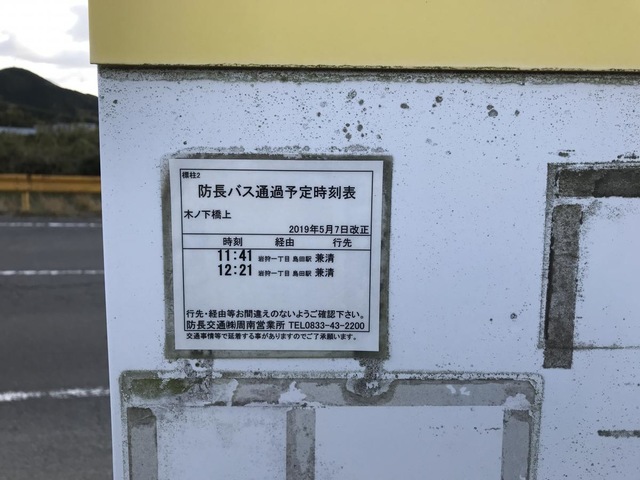 標柱2
防長バス通過予定時刻表
木ノ下橋上
2019年5月7日改正
時刻 経由 行先
11:41 岩狩一丁目 島田駅 兼清
12:21 岩狩一丁目 島田駅 兼清
行先・経由等お間違えのないようご確認下さい。
防長交通㈱周南営業所 TEL0833-43-2200
交通事情等で延着する事がありますのでご了承願います。